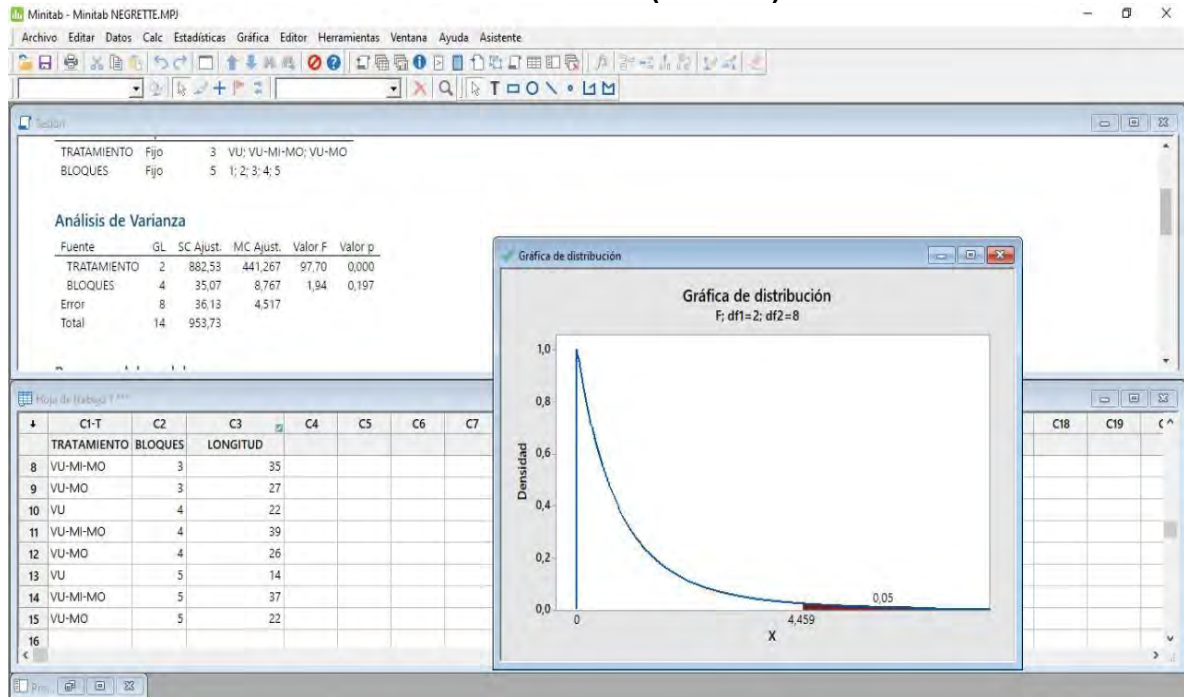 Minitab - Minitab NEGRETTE.MPJ
Archivo Editar Datos Calc Estadísticas Gráfica Editor Herramientas Ventana Ayuda Asistente
Sesión
TRATAMIENTO Fijo 3 VU; VU-MI-MO; VU-MO
BLOQUES Fijo 5 1; 2; 3; 4; 5
Análisis de Varianza
Fuente GL SC Ajust. MC Ajust. Valor F Valor p
TRATAMIENTO 2 882,53 441,267 97,70 0,000
BLOQUES 4 35,07 8,767 1,94 0,197
Error 8 36,13 4,517
Total 14 953,73
Hoja de trabajo 1 ***
C1-T C2 C3 C4 C5 C6 C7 C18 C19
TRATAMIENTO BLOQUES LONGITUD
8 VU-MI-MO 3 35
9 VU-MO 3 27
10 VU 4 22
11 VU-MI-MO 4 39
12 VU-MO 4 26
13 VU 5 14
14 VU-MI-MO 5 37
15 VU-MO 5 22
16
Gráfica de distribución
Gráfica de distribución
F; df1=2; df2=8
Densidad
1,0
0,8
0,6
0,4
0,2
0,0
0,05
0 4,459
X